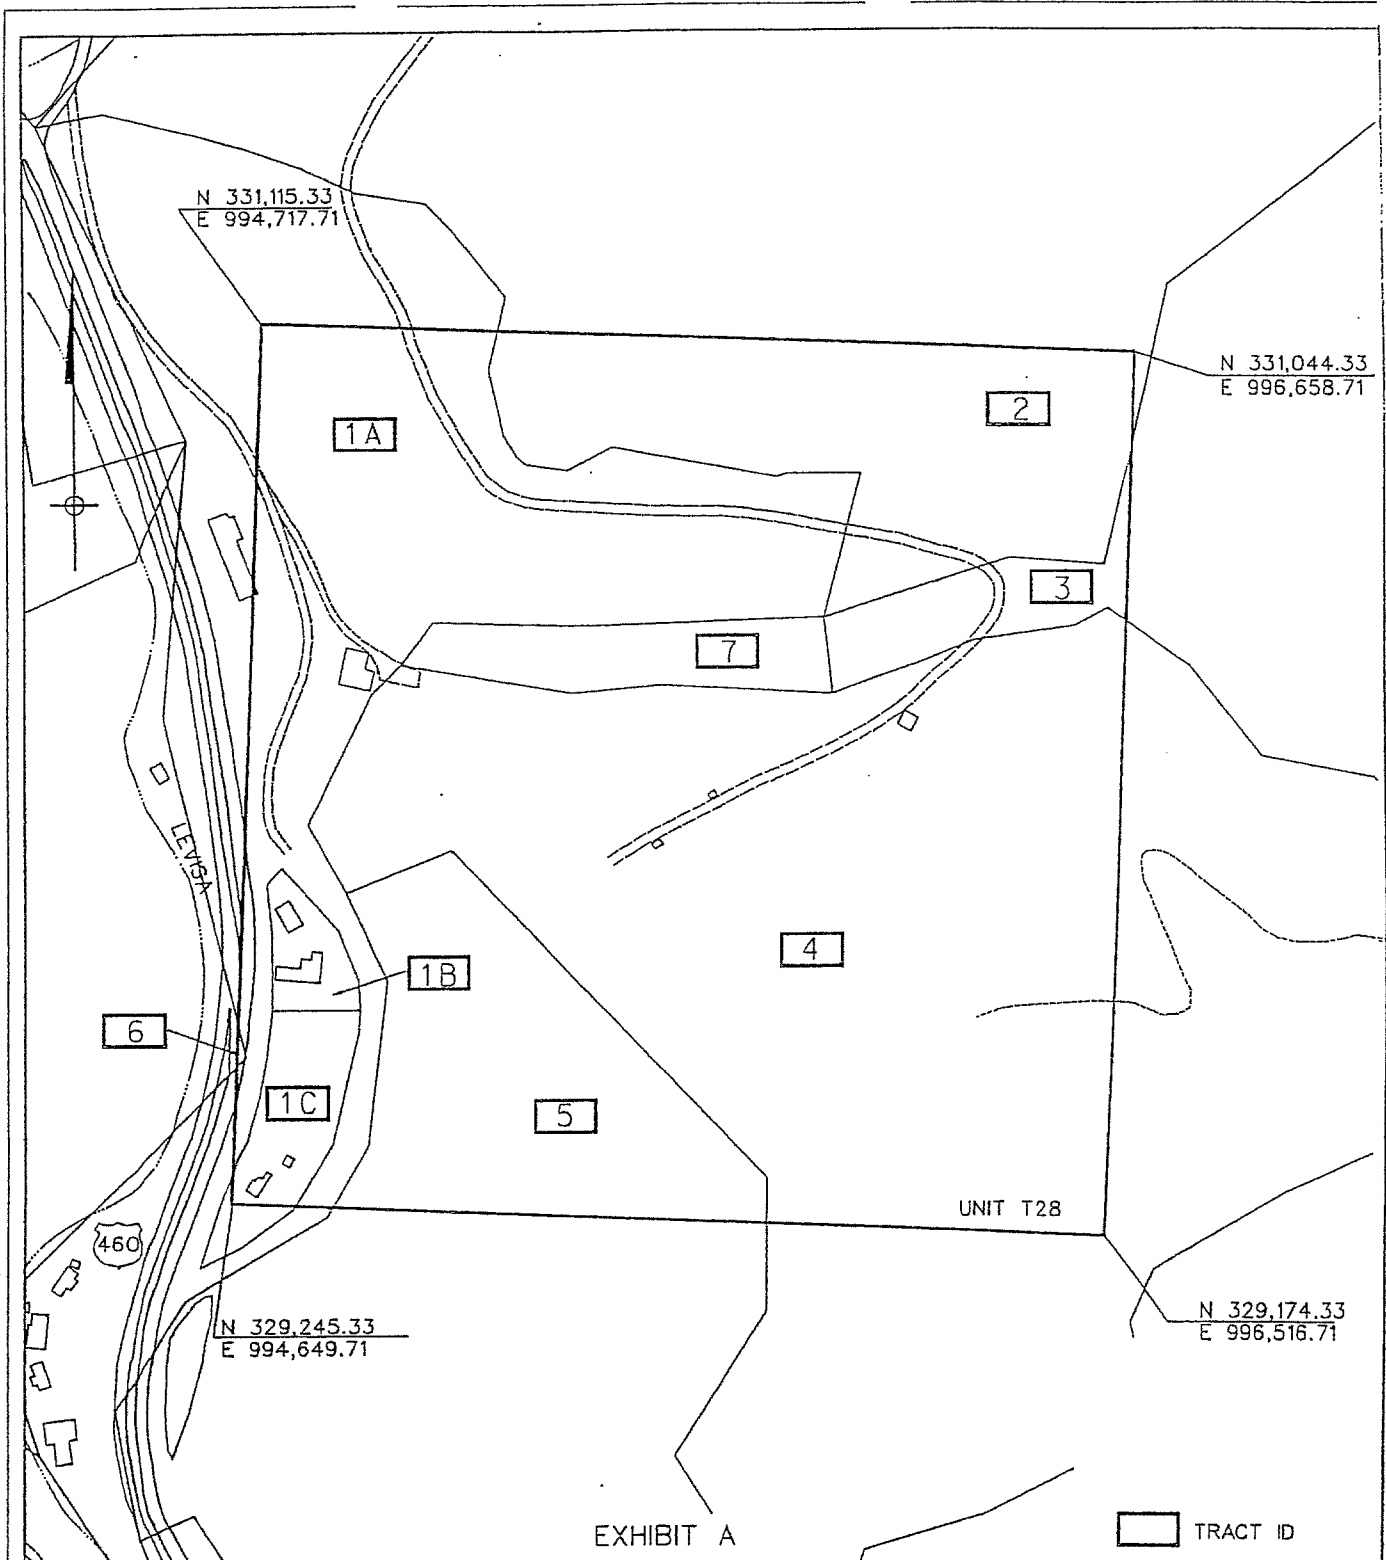 N 331,115.33
E 994,717.71
N 331,044.33
E 996,658.71
2
1A
3
7
LEVISA
4
1B
6
1C
5
UNIT T28
460
N 329,245.33
E 994,649.71
N 329,174.33
E 996,516.71
EXHIBIT A
TRACT ID